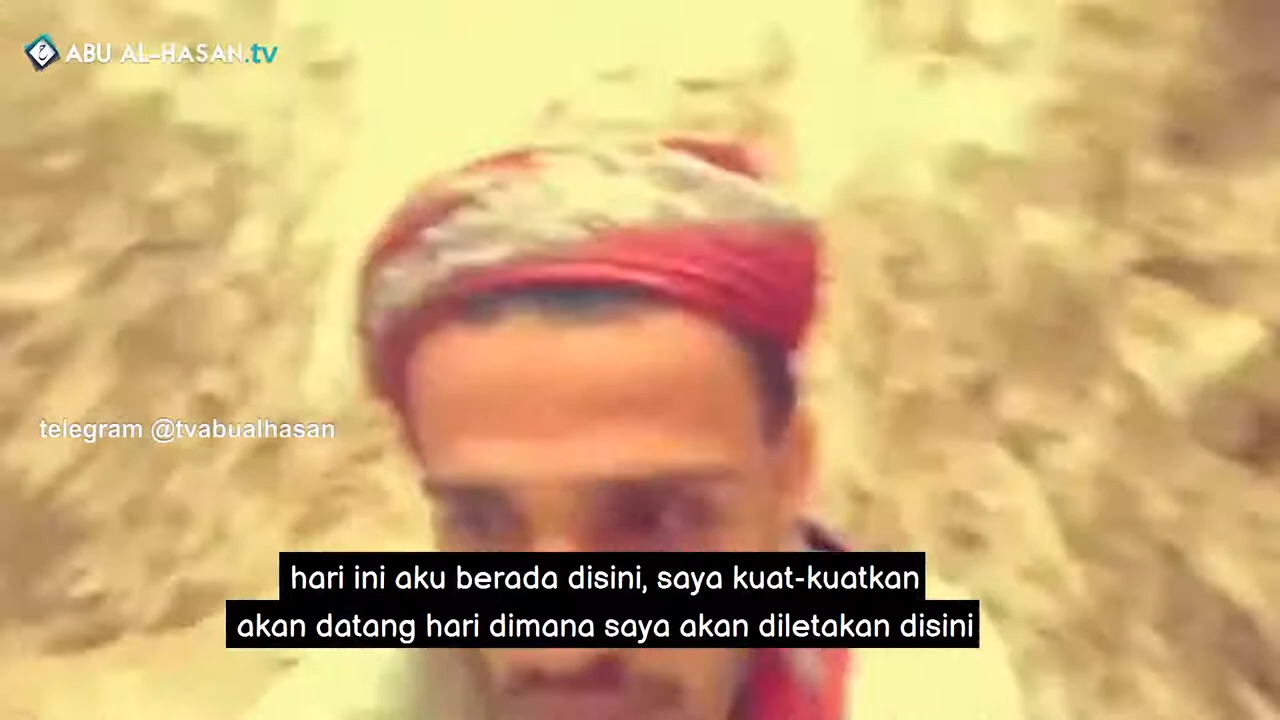 ABU AL-HASAN.tv
telegram @tvabualhasan
hari ini aku berada disini, saya kuat-kuatkan
akan datang hari dimana saya akan diletakan disini